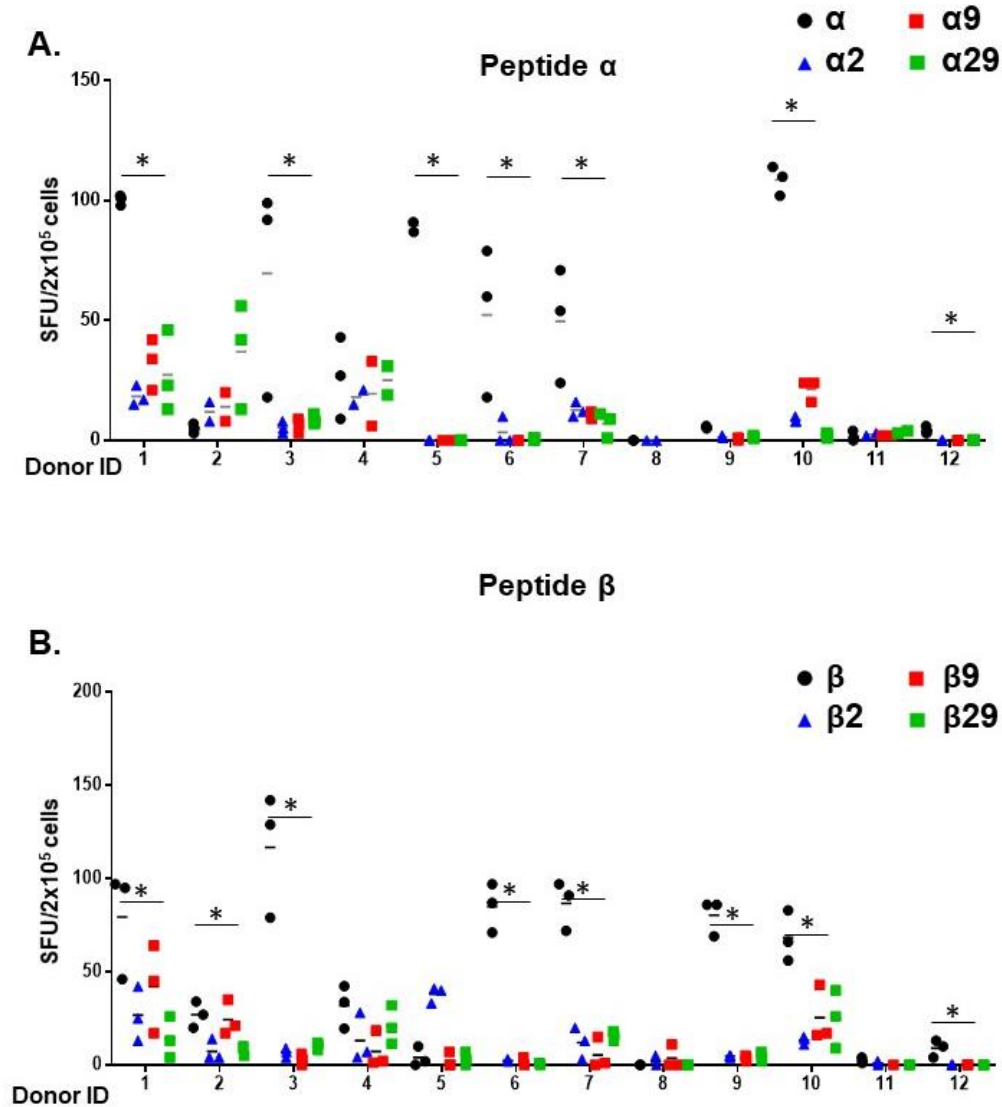 A.
Peptide α
α α9
α2 α29
150
100
50
0
SFU/2x10⁵ cells
* * * * * * *
Donor ID 1 2 3 4 5 6 7 8 9 10 11 12
Peptide β
B.
β β9
β2 β29
200
150
100
50
0
SFU/2x10⁵ cells
* * * * * * * *
Donor ID 1 2 3 4 5 6 7 8 9 10 11 12